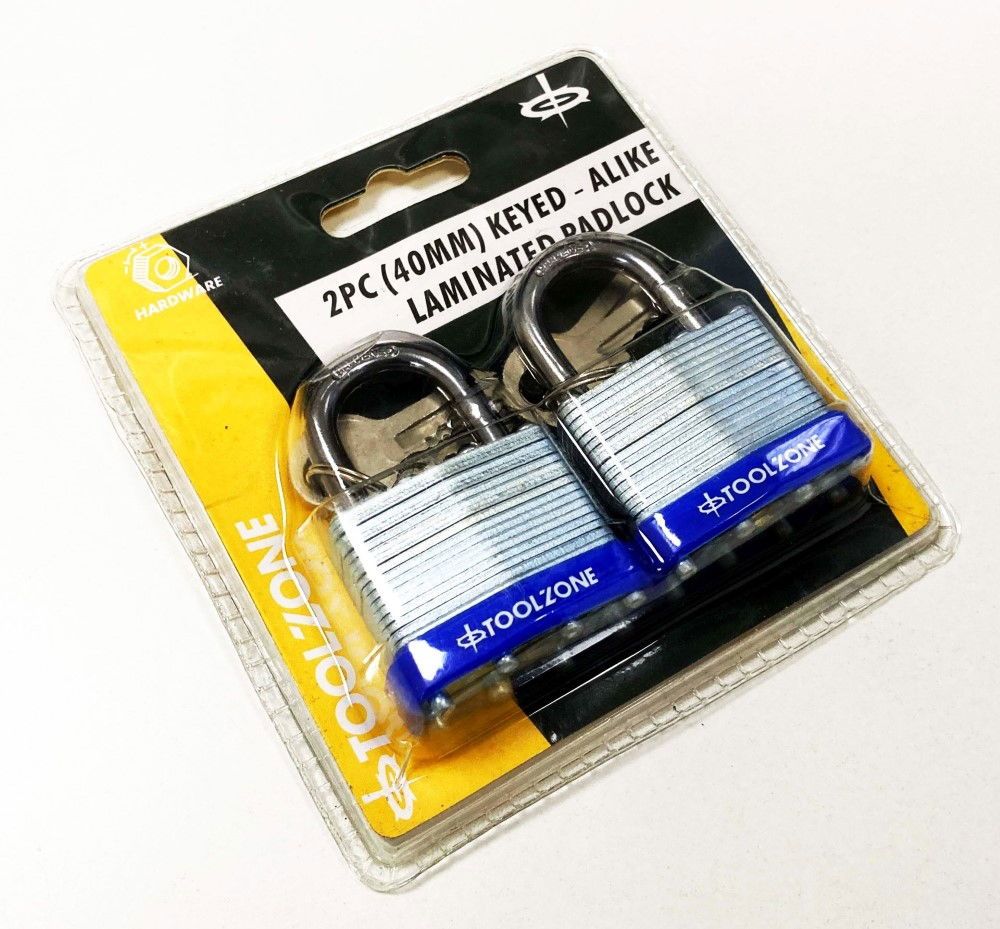 2PC (40MM) KEYED - ALIKE
LAMINATED PADLOCK
HARDWARE
TOOLZONE
TOOLZONE
TOOLZONE